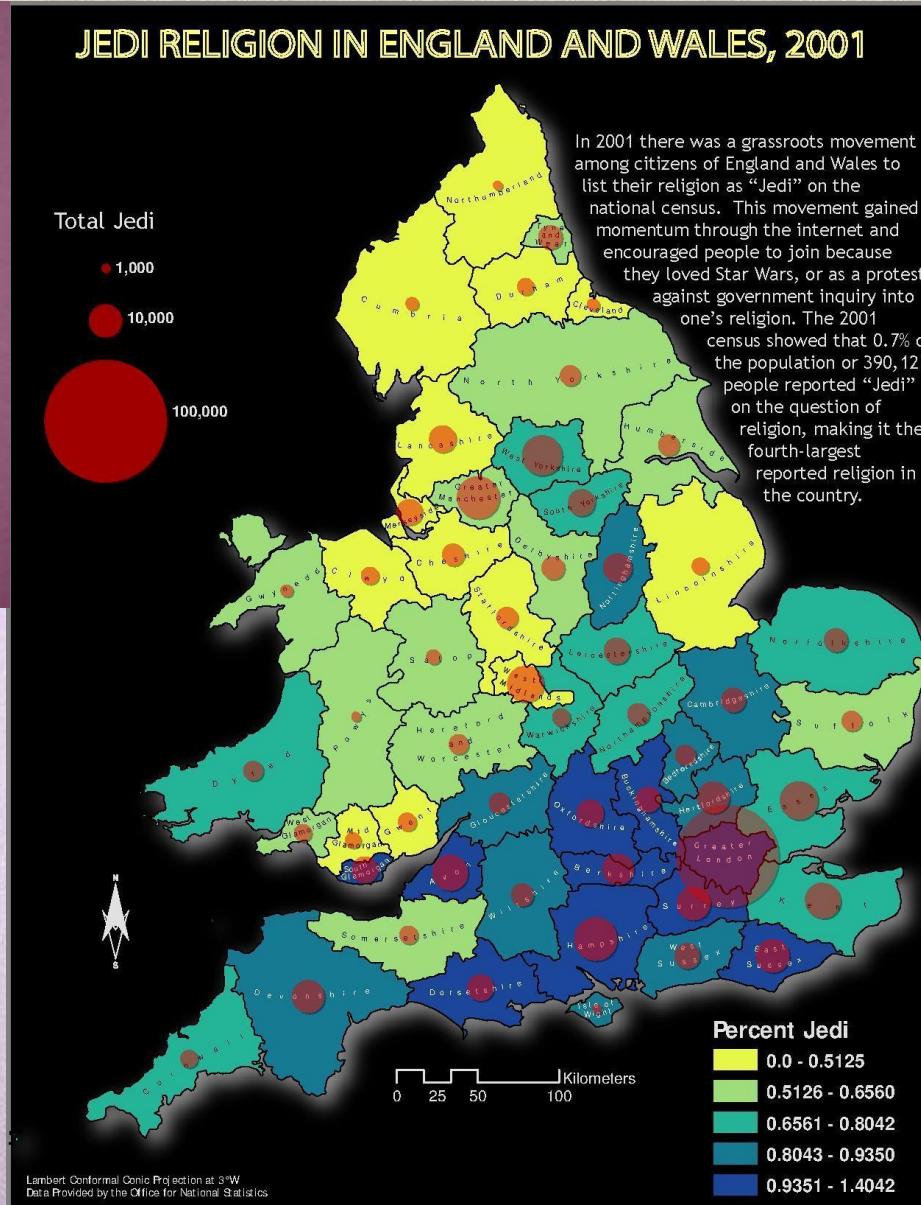 JEDI RELIGION IN ENGLAND AND WALES, 2001
In 2001 there was a grassroots movement
among citizens of England and Wales to
list their religion as “Jedi” on the
national census. This movement gained
momentum through the internet and
encouraged people to join because
they loved Star Wars, or as a protest
against government inquiry into
one’s religion. The 2001
census showed that 0.7%
the population or 390,12
people reported “Jedi”
on the question of
religion, making it the
fourth-largest
reported religion in
the country.
Total Jedi
1,000
10,000
100,000
Northumberland
Tyne
and
Wear
Cumbria
Durham
Cleveland
North Yorkshire
Lancashire
West Yorkshire
Humberside
Greater
Manchester
Merseyside
South Yorkshire
Cheshire
Derbyshire
Nottinghamshire
Lincolnshire
Gwynedd
Clwyd
Staffordshire
Salop
Leicestershire
Norfolkshire
West
Midlands
Cambridgeshire
Suffolk
Powys
Hereford
and
Worcester
Warwickshire
Northamptonshire
Dyfed
Bedfordshire
Gloucestershire
Oxfordshire
Buckinghamshire
Hertfordshire
Essex
West
Glamorgan
Mid
Glamorgan
Gwent
South
Glamorgan
Avon
Wiltshire
Berkshire
Greater
London
Surrey
Kent
Somersetshire
Hampshire
West
Sussex
East
Sussex
Devonshire
Dorsetshire
Isle of
Wight
Cornwall
N
S
0 25 50 100
Kilometers
Percent Jedi
0.0 - 0.5125
0.5126 - 0.6560
0.6561 - 0.8042
0.8043 - 0.9350
0.9351 - 1.4042
Lambert Conformal Conic Projection at 3°W
Data Provided by the Office for National Statistics